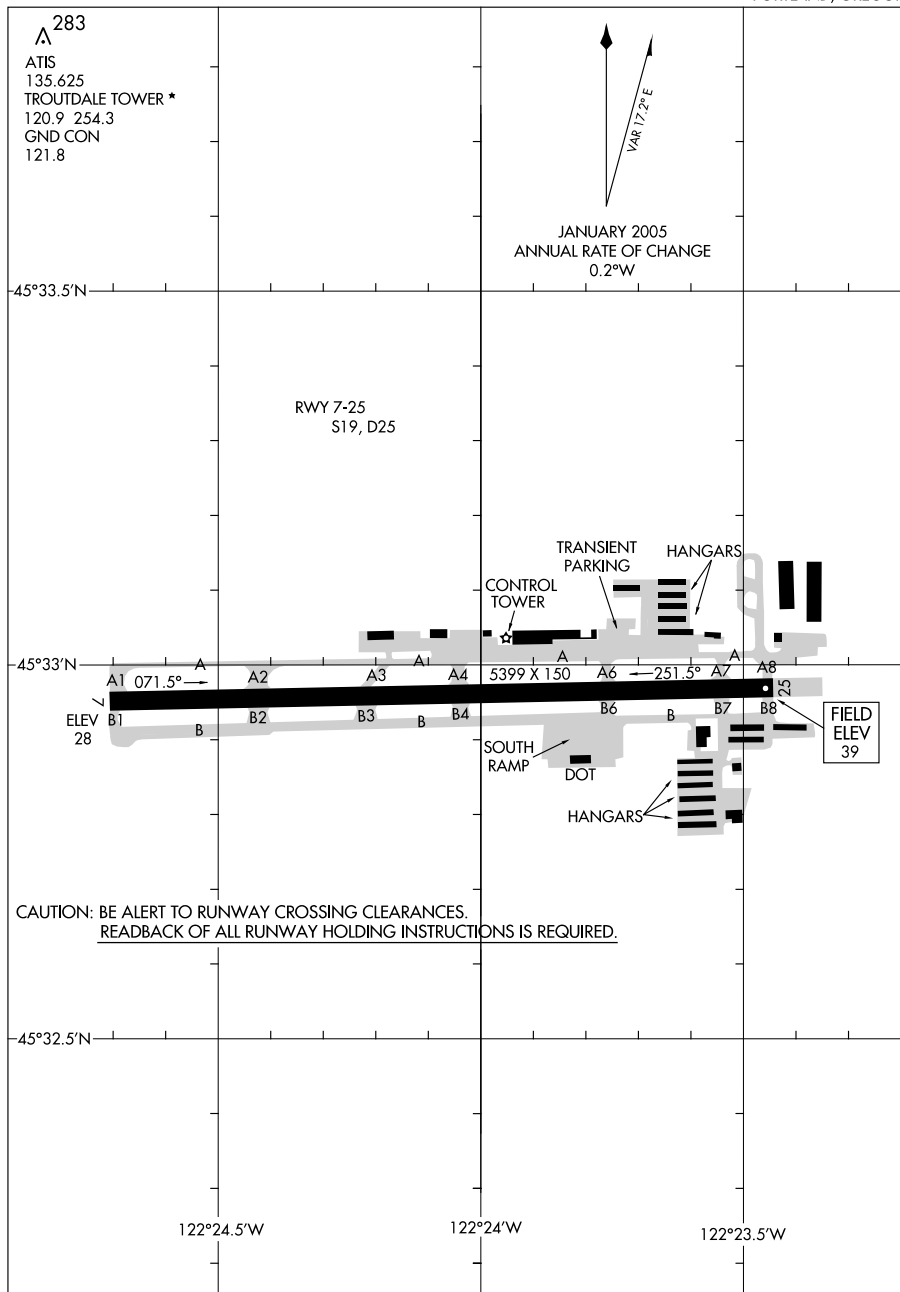 283
ATIS
135.625
TROUTDALE TOWER *
120.9 254.3
GND CON
121.8
VAR 17.2° E
JANUARY 2005
ANNUAL RATE OF CHANGE
0.2°W
45°33.5'N
RWY 7-25
S19, D25
TRANSIENT
PARKING
HANGARS
CONTROL
TOWER
45°33'N
A
A
A
A
A1
071.5°
A2
A3
A4
5399 X 150
A6
251.5°
A7
A8
7
25
ELEV
28
B1
B
B2
B3
B
B4
B6
B
B7
B8
FIELD
ELEV
39
SOUTH
RAMP
DOT
HANGARS
CAUTION: BE ALERT TO RUNWAY CROSSING CLEARANCES.
READBACK OF ALL RUNWAY HOLDING INSTRUCTIONS IS REQUIRED.
45°32.5'N
122°24.5'W
122°24'W
122°23.5'W